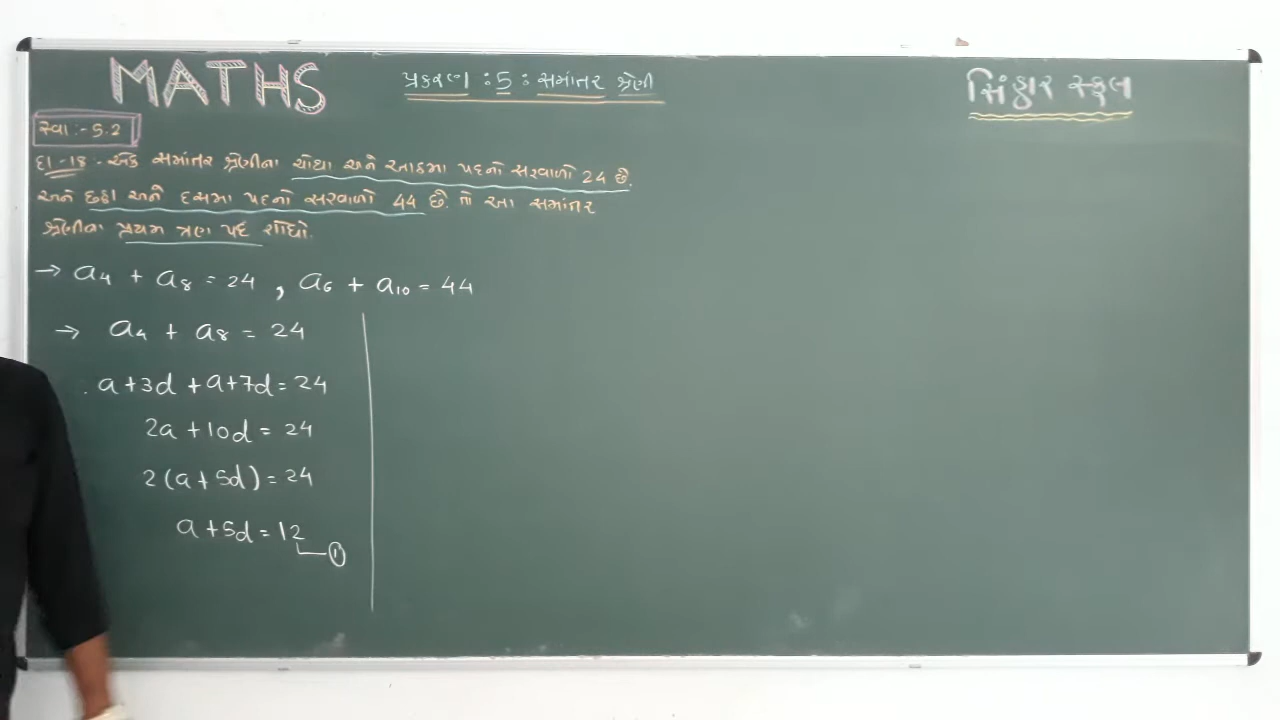 MATHS
પ્રકરણ : 5 : સમાંતર શ્રેણી
સ્કૂલ
સ્વા :- 5.2
દા-18 :- એક સમાંતર શ્રેણીના ચોથા અને આઠમા પદનો સરવાળો 24 છે.
અને છઠ્ઠા અને દસમા પદનો સરવાળો 44 છે. તો આ સમાંતર
શ્રેણીના પ્રથમ ત્રણ પદ શોધો.
→ a₄ + a₈ = 24 , a₆ + a₁₀ = 44
→ a₄ + a₈ = 24
. a+3d + a+7d = 24
2a + 10d = 24
2(a + 5d) = 24
a + 5d = 12
①